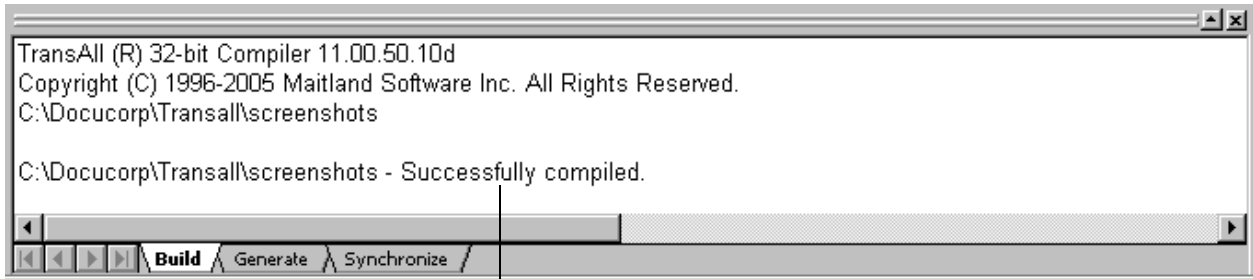 TransAll (R) 32-bit Compiler 11.00.50.10d
Copyright (C) 1996-2005 Maitland Software Inc. All Rights Reserved.
C:\Docucorp\Transall\screenshots
C:\Docucorp\Transall\screenshots - Successfully compiled.
Build Generate Synchronize